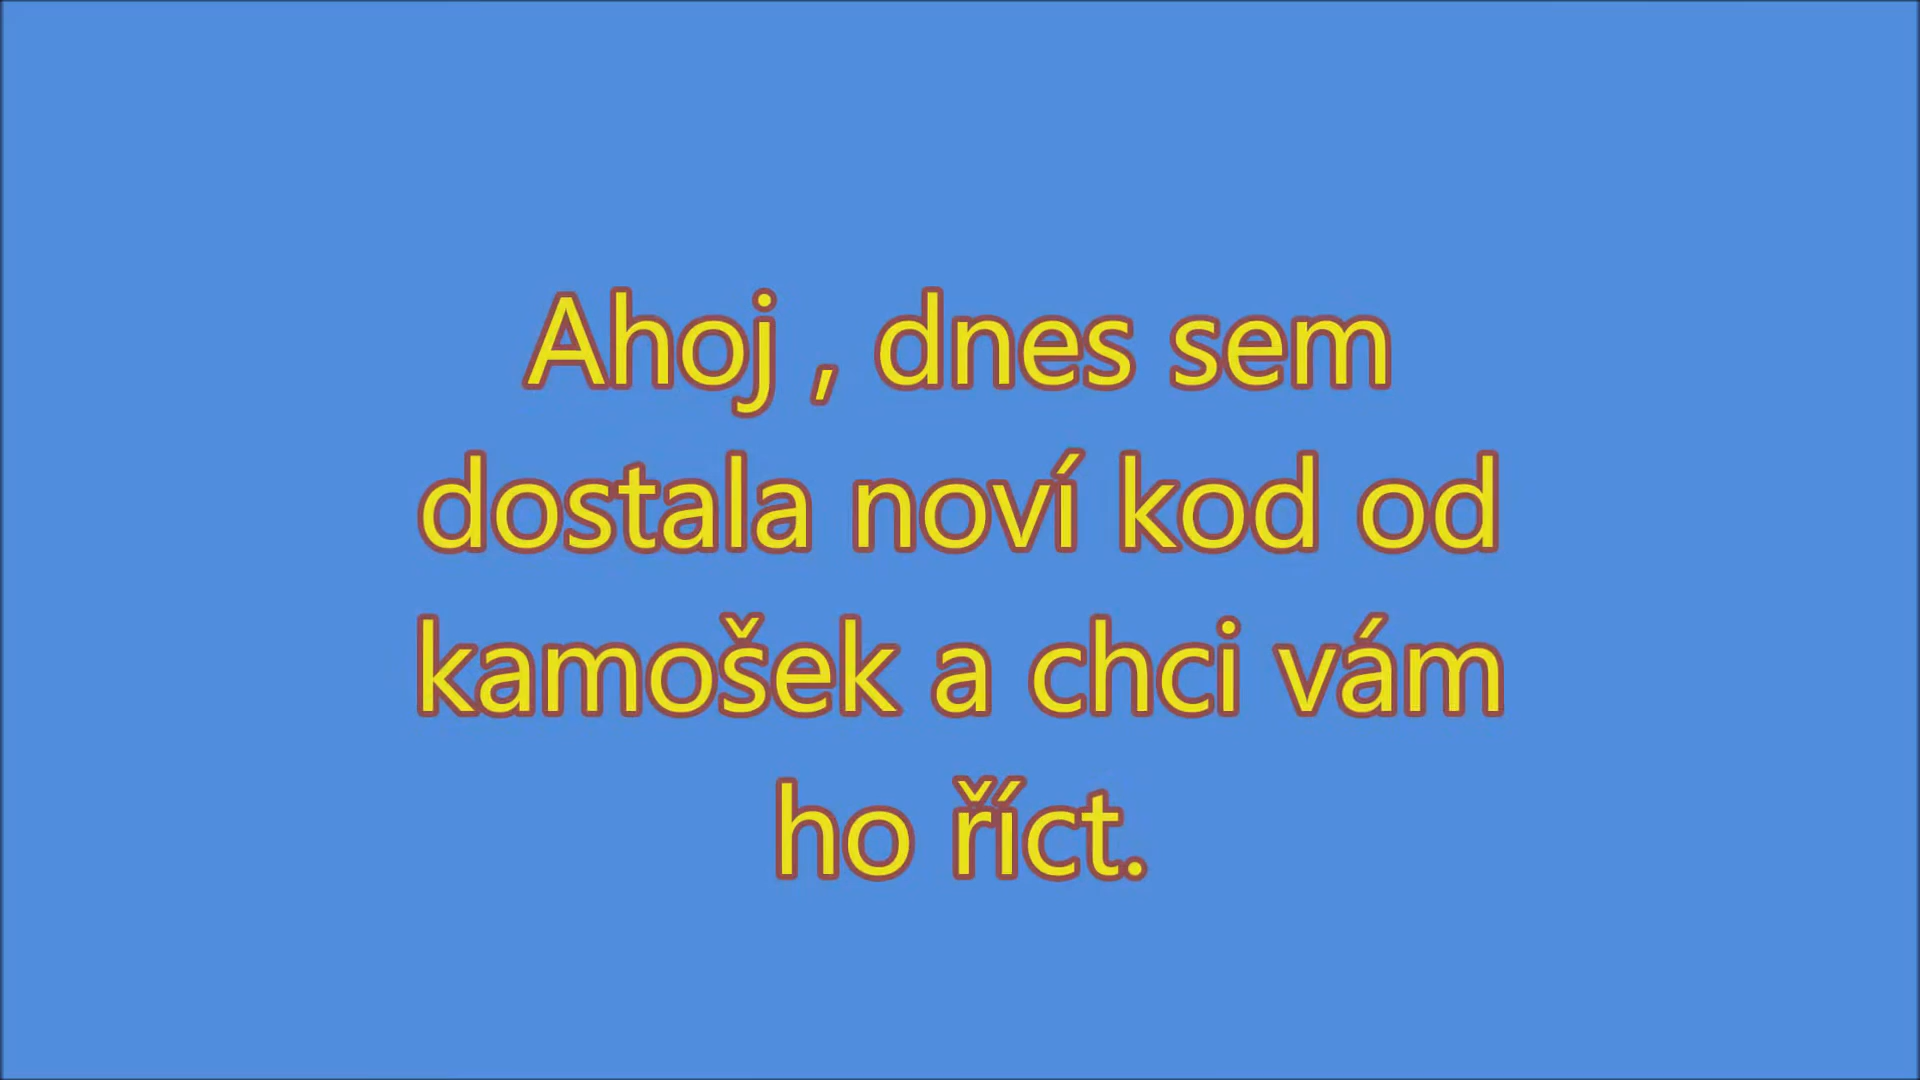 Ahoj , dnes sem
dostala noví kod od
kamošek a chci vám
ho říct.